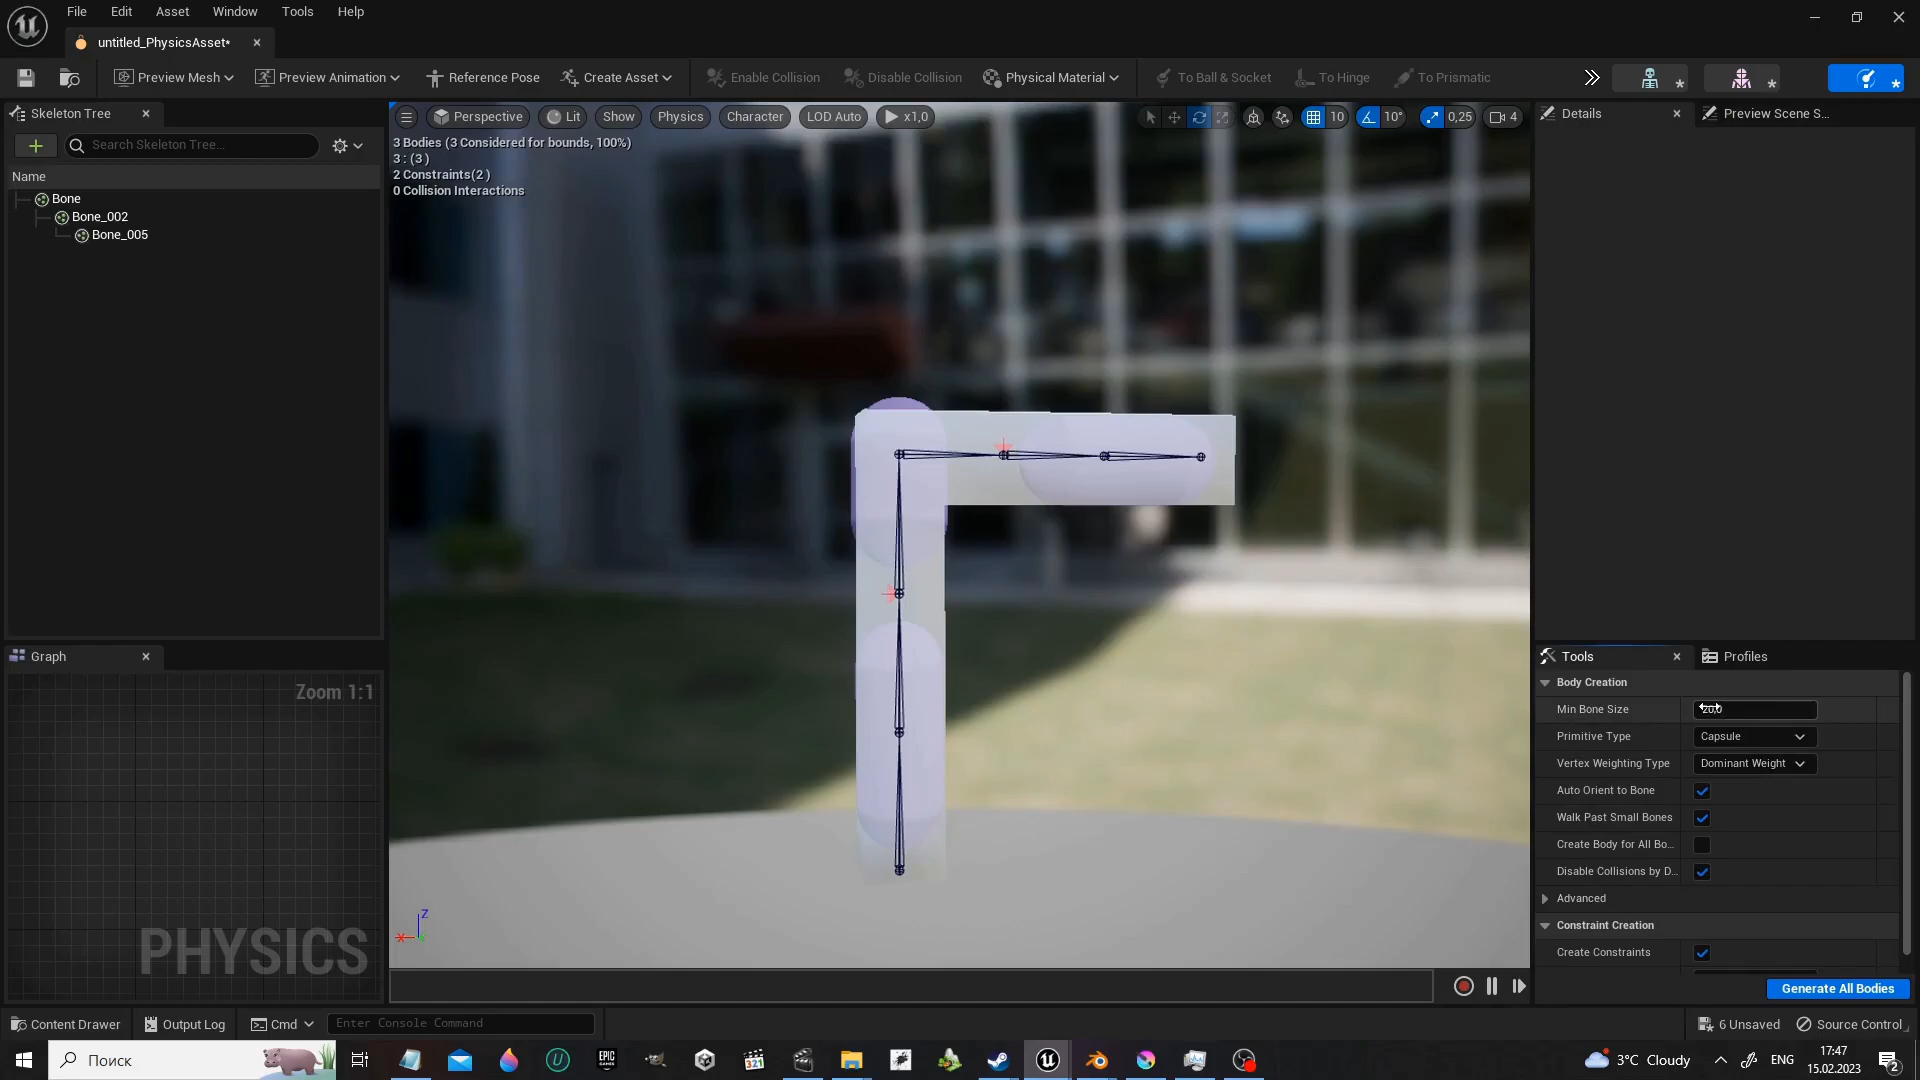 File Edit Asset Window Tools Help
untitled_PhysicsAsset*
Preview Mesh Preview Animation Reference Pose Create Asset Enable Collision Disable Collision Physical Material To Ball & Socket To Hinge To Prismatic
Skeleton Tree
Search Skeleton Tree...
Name
Bone
Bone_002
Bone_005
Perspective Lit Show Physics Character LOD Auto x1,0 10 10° 0,25 4
3 Bodies (3 Considered for bounds, 100%)
3 : (3 )
2 Constraints(2 )
0 Collision Interactions
Z
X
Graph
Zoom 1:1
PHYSICS
Details Preview Scene S...
Tools Profiles
Body Creation
Min Bone Size 20,0
Primitive Type Capsule
Vertex Weighting Type Dominant Weight
Auto Orient to Bone
Walk Past Small Bones
Create Body for All Bo...
Disable Collisions by D...
Advanced
Constraint Creation
Create Constraints
Generate All Bodies
Content Drawer Output Log Cmd Enter Console Command 6 Unsaved Source Control
Поиск EPIC GAMES 321 3°C Cloudy ENG 17:47
15.02.2023 2